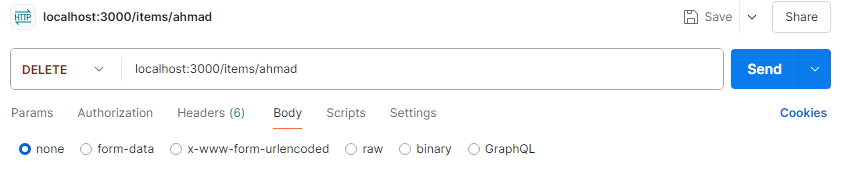 HTTP localhost:3000/items/ahmad Save Share
DELETE localhost:3000/items/ahmad Send
Params Authorization Headers (6) Body Scripts Settings Cookies
none form-data x-www-form-urlencoded raw binary GraphQL